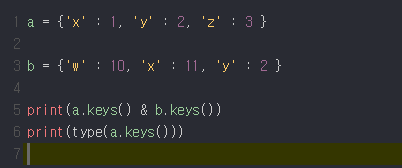 1 a = {'x' : 1, 'y' : 2, 'z' : 3 }
2
3 b = {'w' : 10, 'x' : 11, 'y' : 2 }
4
5 print(a.keys() & b.keys())
6 print(type(a.keys()))
7